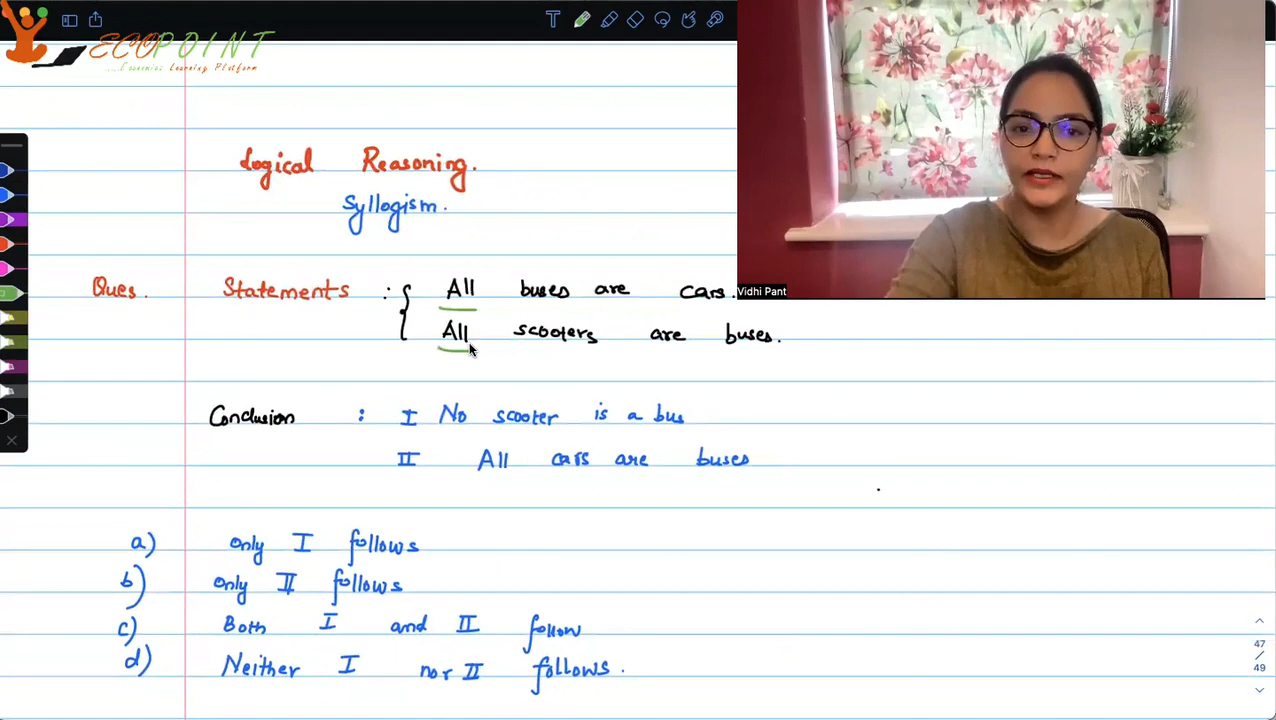 ECOPOINT
.....Economics Learning Platform
Logical Reasoning.
Syllogism.
Ques. Statements : { All buses are cars.
All scooters are buses.
Conclusion : I No scooter is a bus
II All cars are buses
a) only I follows
b) only II follows
c) Both I and II follow
d) Neither I nor II follows.
Vidhi Pant
47
/
49